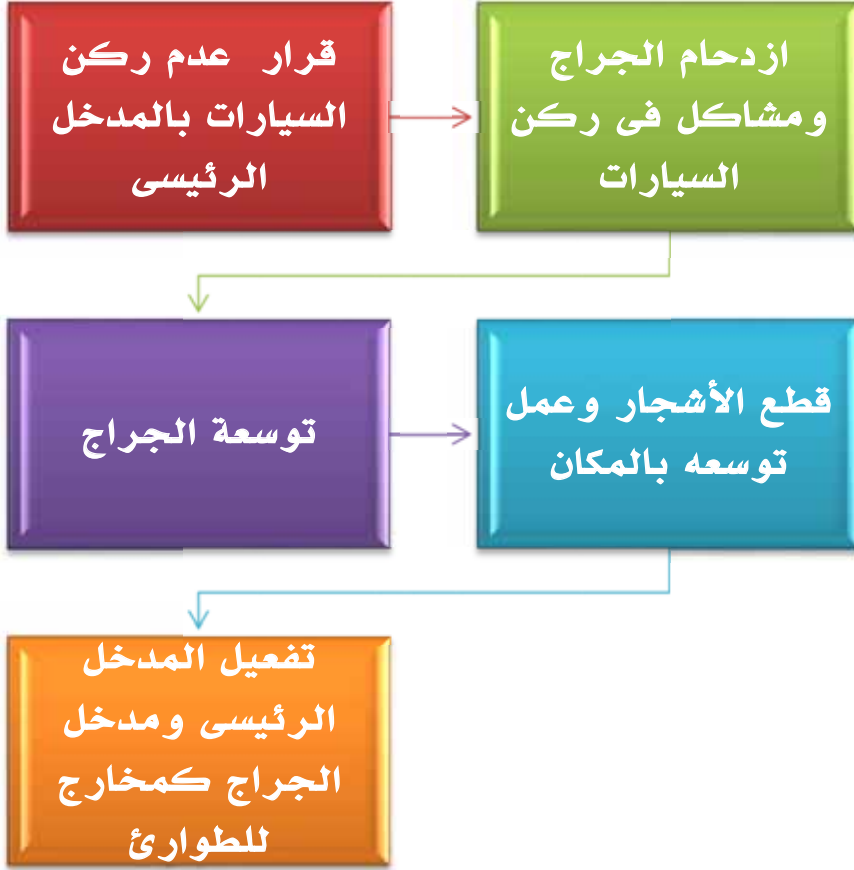 قرار عدم ركن
السيارات بالمدخل
الرئيسى
ازدحام الجراج
ومشاكل فى ركن
السيارات
توسعة الجراج
قطع الأشجار وعمل
توسعه بالمكان
تفعيل المدخل
الرئيسى ومدخل
الجراج كمخارج
للطوارئ